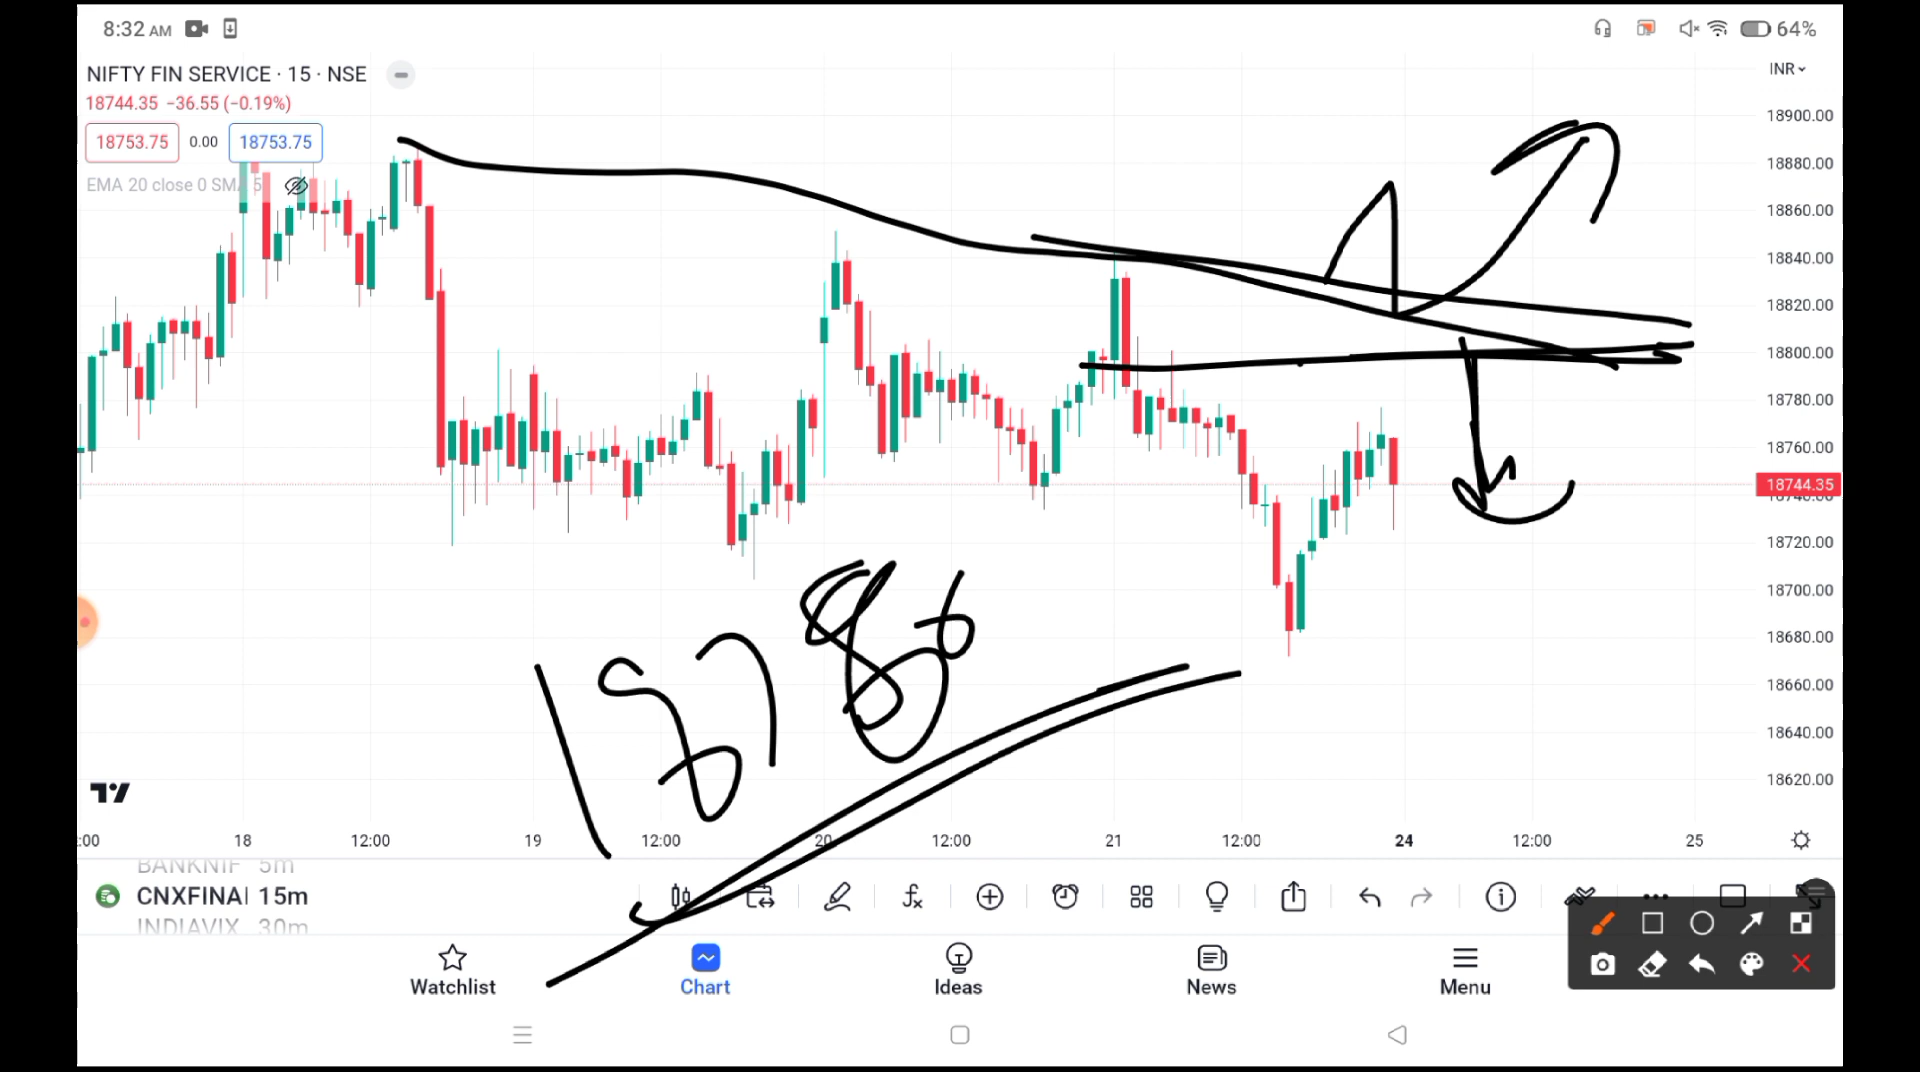 8:32 AM
64%
NIFTY FIN SERVICE · 15 · NSE
INR
18744.35 −36.55 (−0.19%)
18753.75 0.00 18753.75
EMA 20 close 0 SMA 5
18900.00
18880.00
18860.00
18840.00
18820.00
18800.00
18780.00
18760.00
18744.35
18740.00
18720.00
18700.00
18680.00
18660.00
18640.00
18620.00
:00 18 12:00 19 12:00 20 12:00 21 12:00 24 12:00 25
BANKNIF 5m
CNXFINAI 15m
INDIAVIX 30m
Watchlist Chart Ideas News Menu